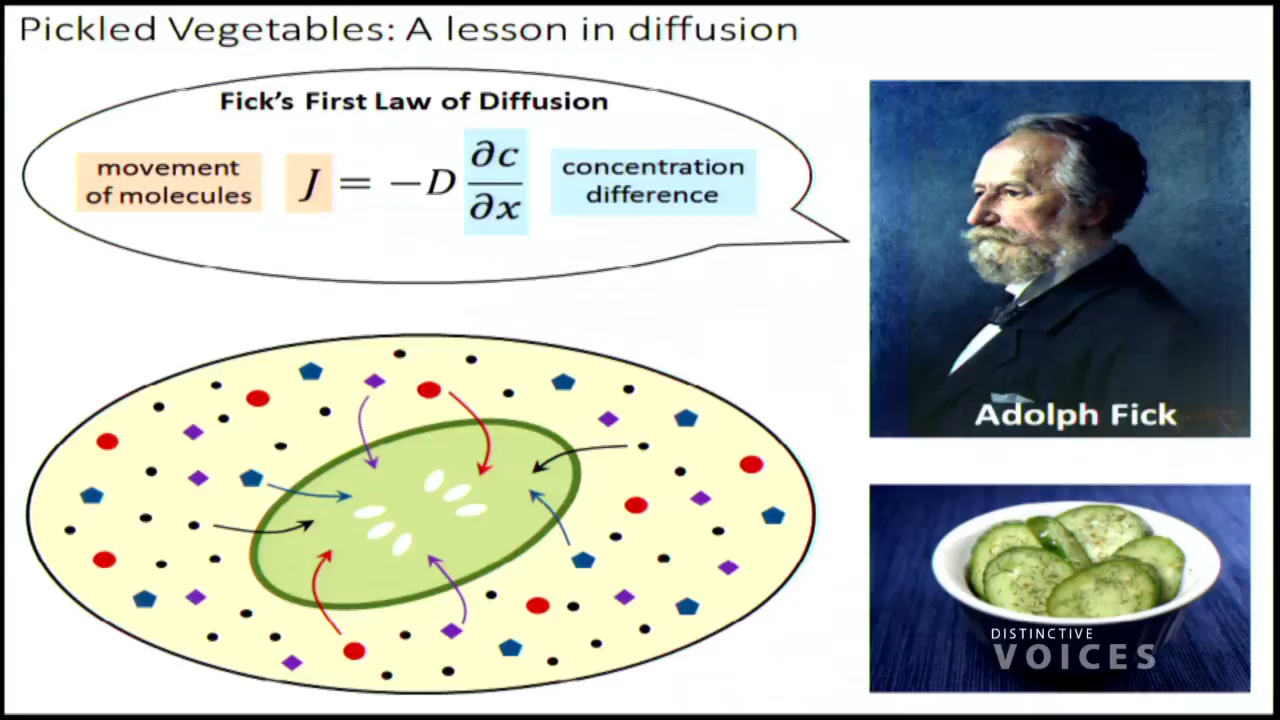 Pickled Vegetables: A lesson in diffusion
Fick's First Law of Diffusion
movement
of molecules
J = −D ∂c/∂x
concentration
difference
Adolph Fick
DISTINCTIVE
VOICES